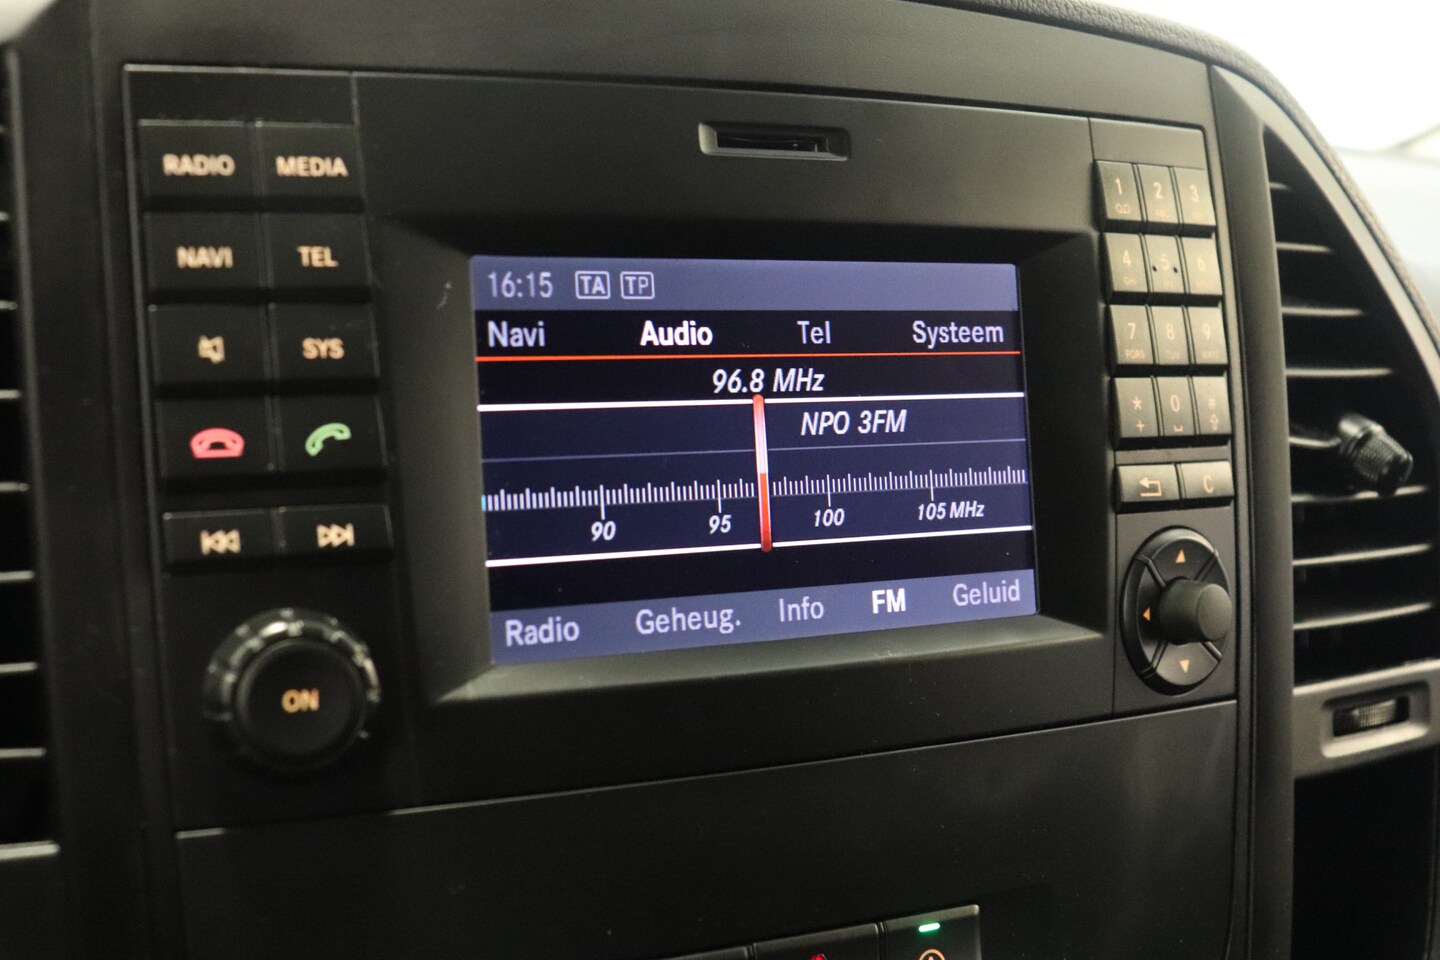 RADIO MEDIA
NAVI TEL
SYS
ON
16:15 TA TP
Navi Audio Tel Systeem
96.8 MHz
NPO 3FM
90 95 100 105 MHz
Radio Geheug. Info FM Geluid
1 2 3
4 5 6
7 8 9
PQRS
* 0 #
+
C